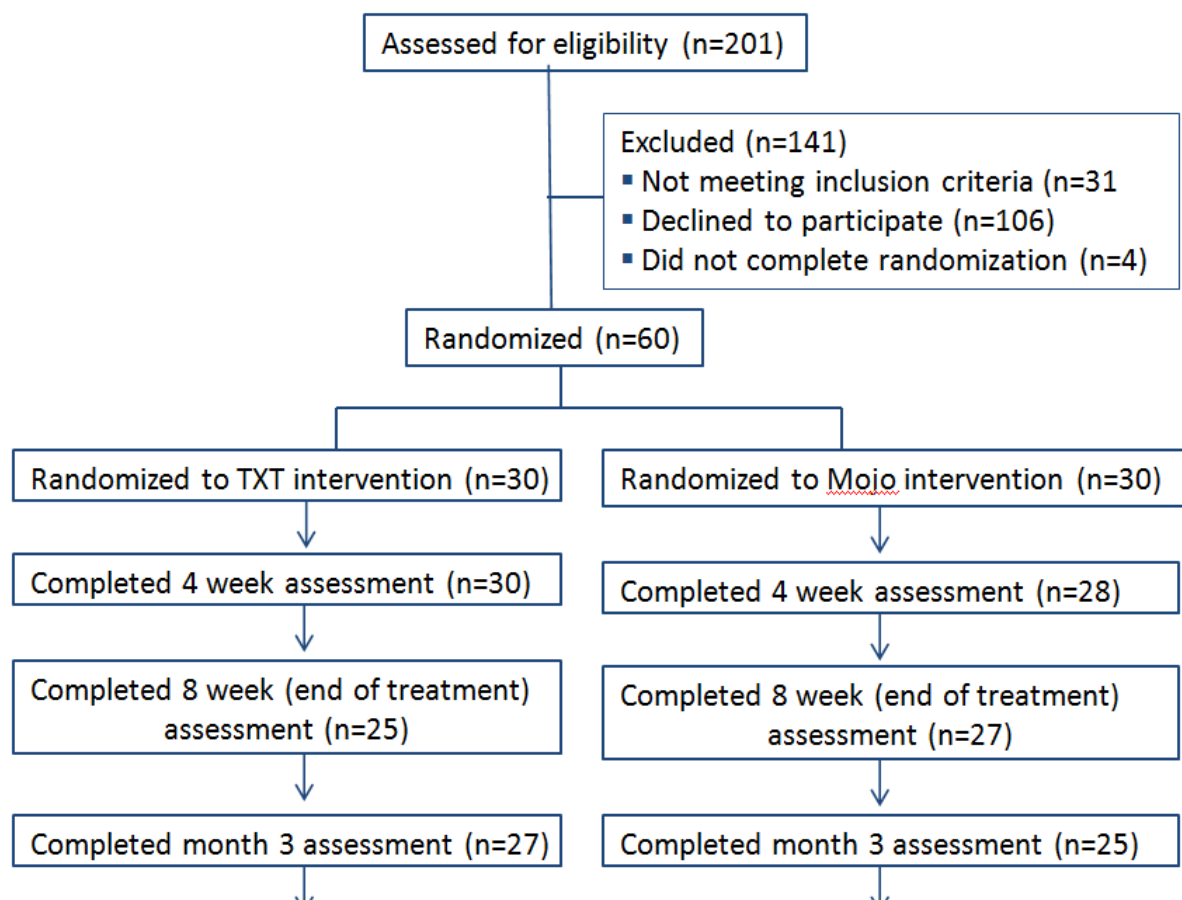 Assessed for eligibility (n=201)
Excluded (n=141)
▪ Not meeting inclusion criteria (n=31
▪ Declined to participate (n=106)
▪ Did not complete randomization (n=4)
Randomized (n=60)
Randomized to TXT intervention (n=30)
Completed 4 week assessment (n=30)
Completed 8 week (end of treatment)
assessment (n=25)
Completed month 3 assessment (n=27)
Randomized to Mojo intervention (n=30)
Completed 4 week assessment (n=28)
Completed 8 week (end of treatment)
assessment (n=27)
Completed month 3 assessment (n=25)